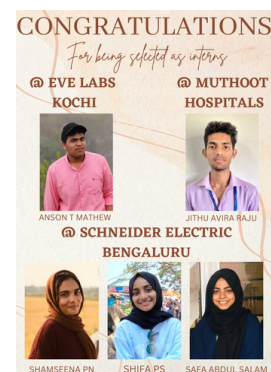 CONGRATULATIONS
For being selected as interns
@ EVE LABS
KOCHI
@ MUTHOOT
HOSPITALS
ANSON T MATHEW
JITHU AVIRA RAJU
@ SCHNEIDER ELECTRIC
BENGALURU
SHAMSEENA PN
SHIFA PS
SAFA ABDUL SALAM